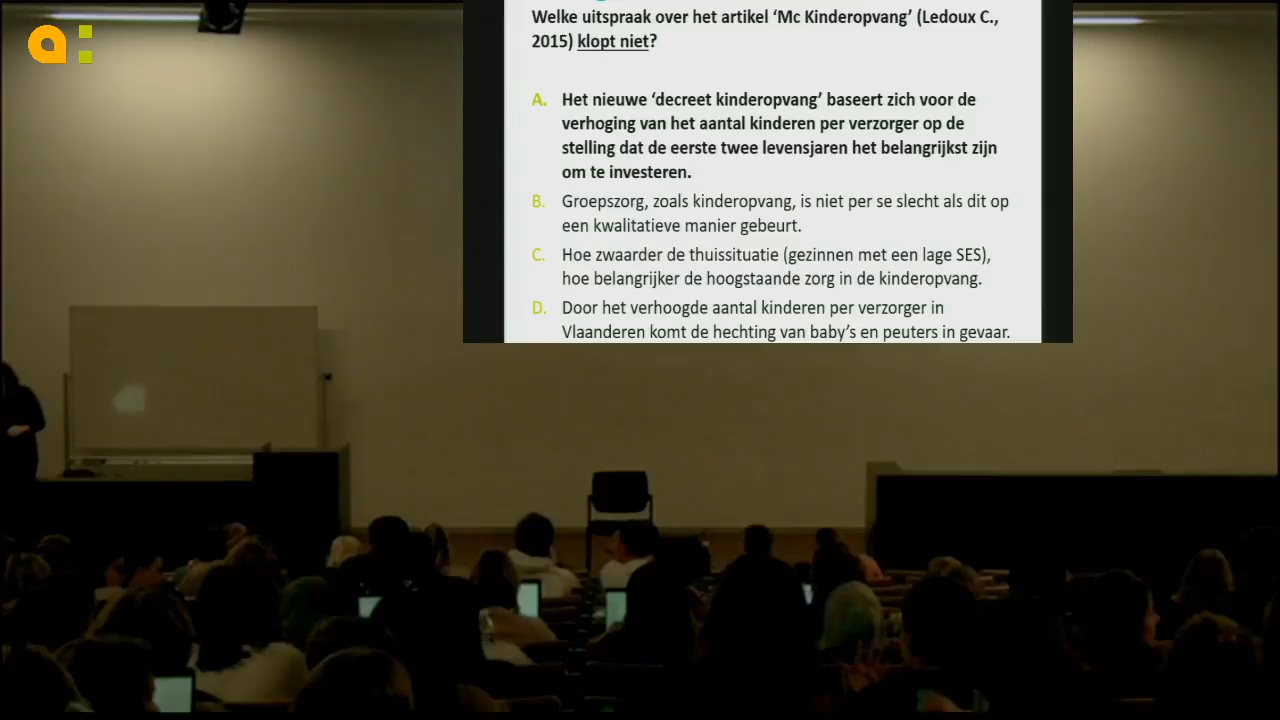 Welke uitspraak over het artikel ‘Mc Kinderopvang’ (Ledoux C.,
2015) klopt niet?
A. Het nieuwe ‘decreet kinderopvang’ baseert zich voor de
verhoging van het aantal kinderen per verzorger op de
stelling dat de eerste twee levensjaren het belangrijkst zijn
om te investeren.
B. Groepszorg, zoals kinderopvang, is niet per se slecht als dit op
een kwalitatieve manier gebeurt.
C. Hoe zwaarder de thuissituatie (gezinnen met een lage SES),
hoe belangrijker de hoogstaande zorg in de kinderopvang.
D. Door het verhoogde aantal kinderen per verzorger in
Vlaanderen komt de hechting van baby’s en peuters in gevaar.